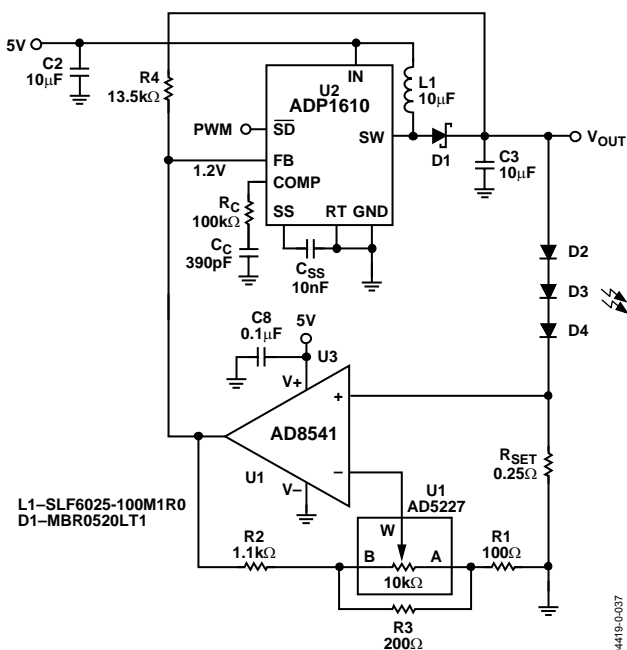 5V
C2
10μF
R4
13.5kΩ
IN
U2
ADP1610
L1
10μF
PWM
SD
SW
VOUT
D1
FB
1.2V
C3
10μF
COMP
RC
100kΩ
SS
RT
GND
CC
390pF
CSS
10nF
D2
D3
D4
C8
0.1μF
5V
U3
V+
+
AD8541
–
U1
V–
RSET
0.25Ω
L1–SLF6025-100M1R0
D1–MBR0520LT1
U1
AD5227
W
R2
1.1kΩ
B
A
10kΩ
R1
100Ω
R3
200Ω
04419-0-037